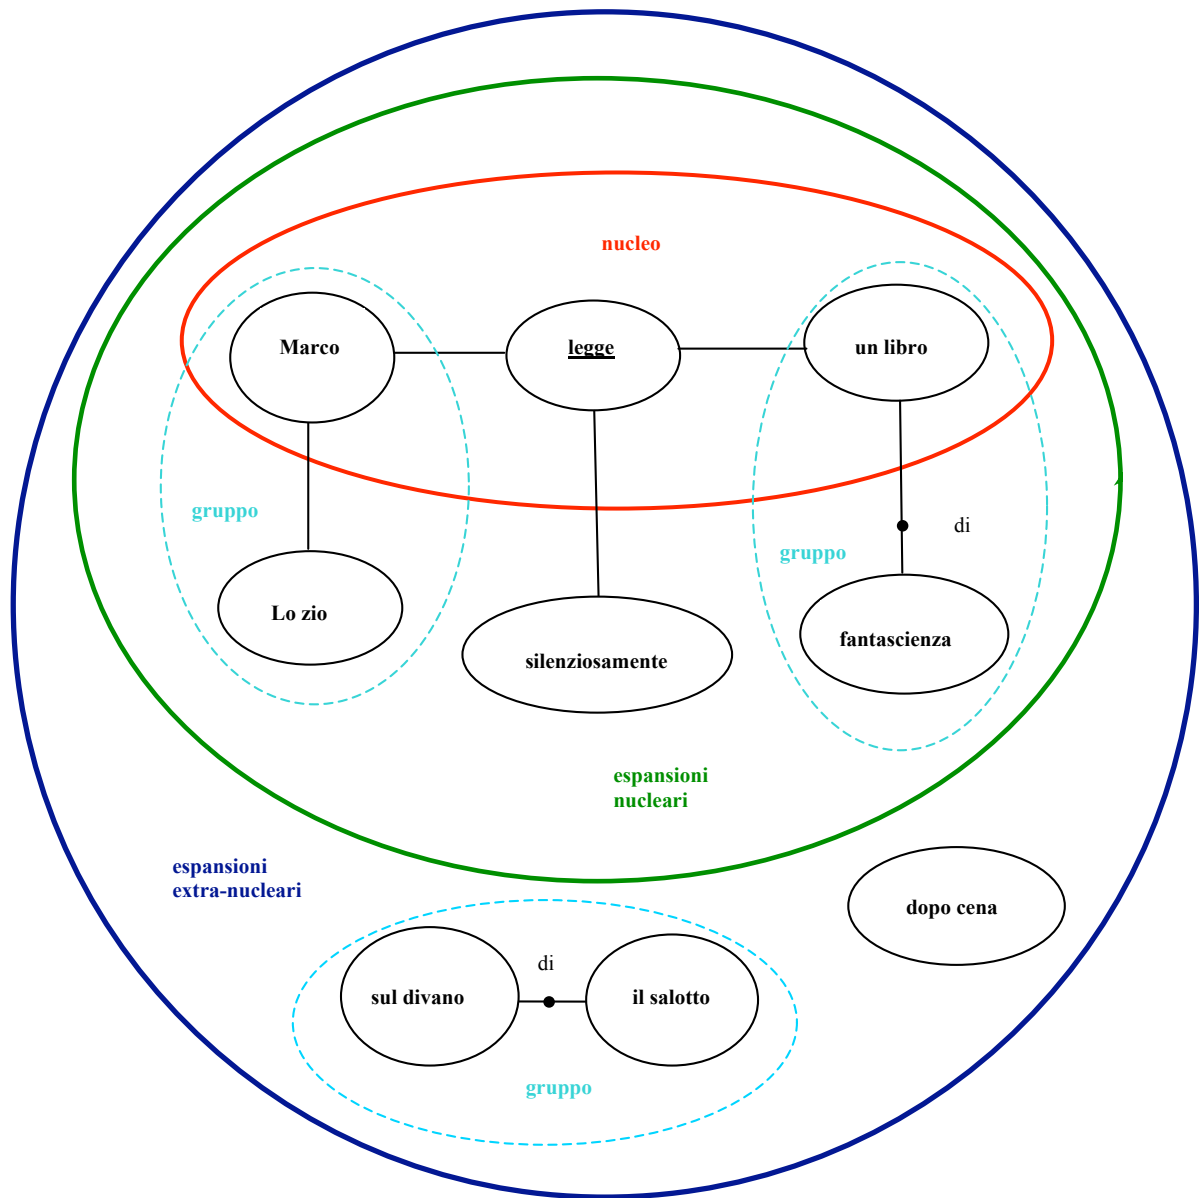 nucleo
Marco
legge
un libro
gruppo
di
gruppo
Lo zio
fantascienza
silenziosamente
espansioni
nucleari
espansioni
extra-nucleari
dopo cena
di
sul divano
il salotto
gruppo